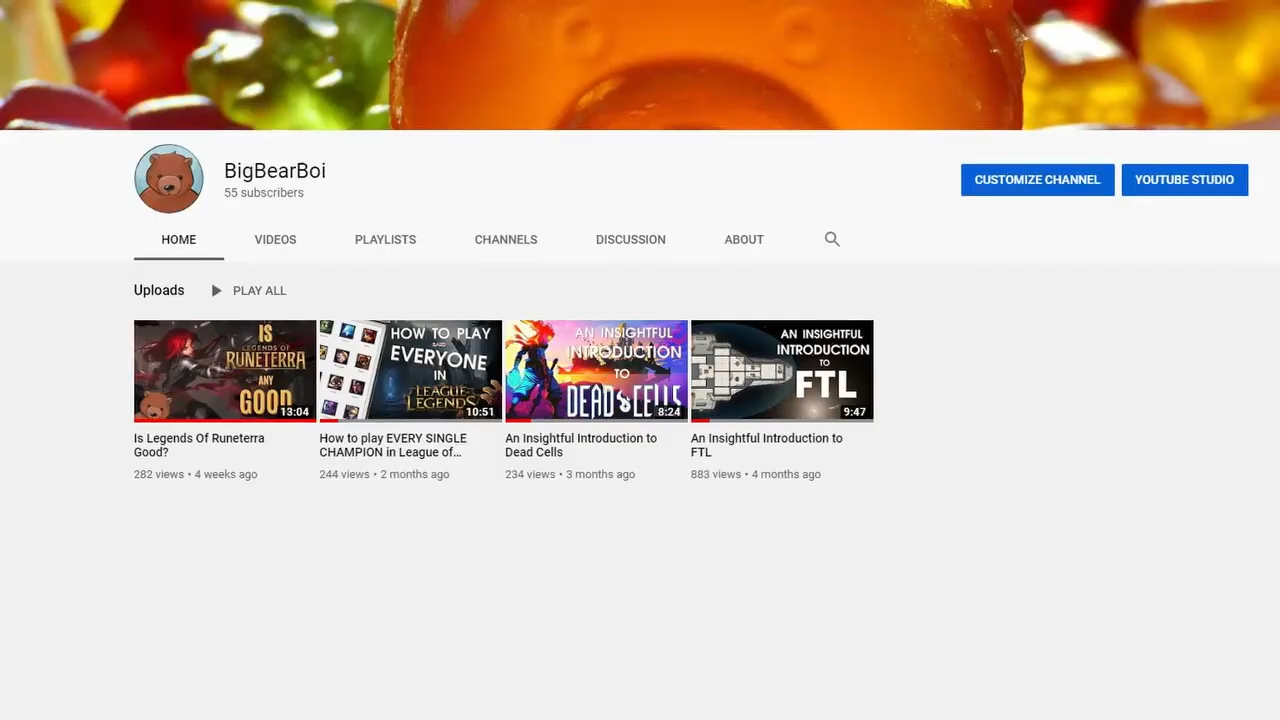 BigBearBoi
55 subscribers
CUSTOMIZE CHANNEL
YOUTUBE STUDIO
HOME
VIDEOS
PLAYLISTS
CHANNELS
DISCUSSION
ABOUT
Uploads
PLAY ALL
IS
LEGENDS OF
RUNETERRA
ANY
GOOD
13:04
Is Legends Of Runeterra
Good?
282 views • 4 weeks ago
HOW TO PLAY
EVERYONE
IN
LEAGUE
LEGENDS
10:51
How to play EVERY SINGLE
CHAMPION in League of…
244 views • 2 months ago
AN INSIGHTFUL
INTRODUCTION
TO
DEAD CELLS
8:24
An Insightful Introduction to
Dead Cells
234 views • 3 months ago
AN INSIGHTFUL
INTRODUCTION
TO
FTL
9:47
An Insightful Introduction to
FTL
883 views • 4 months ago